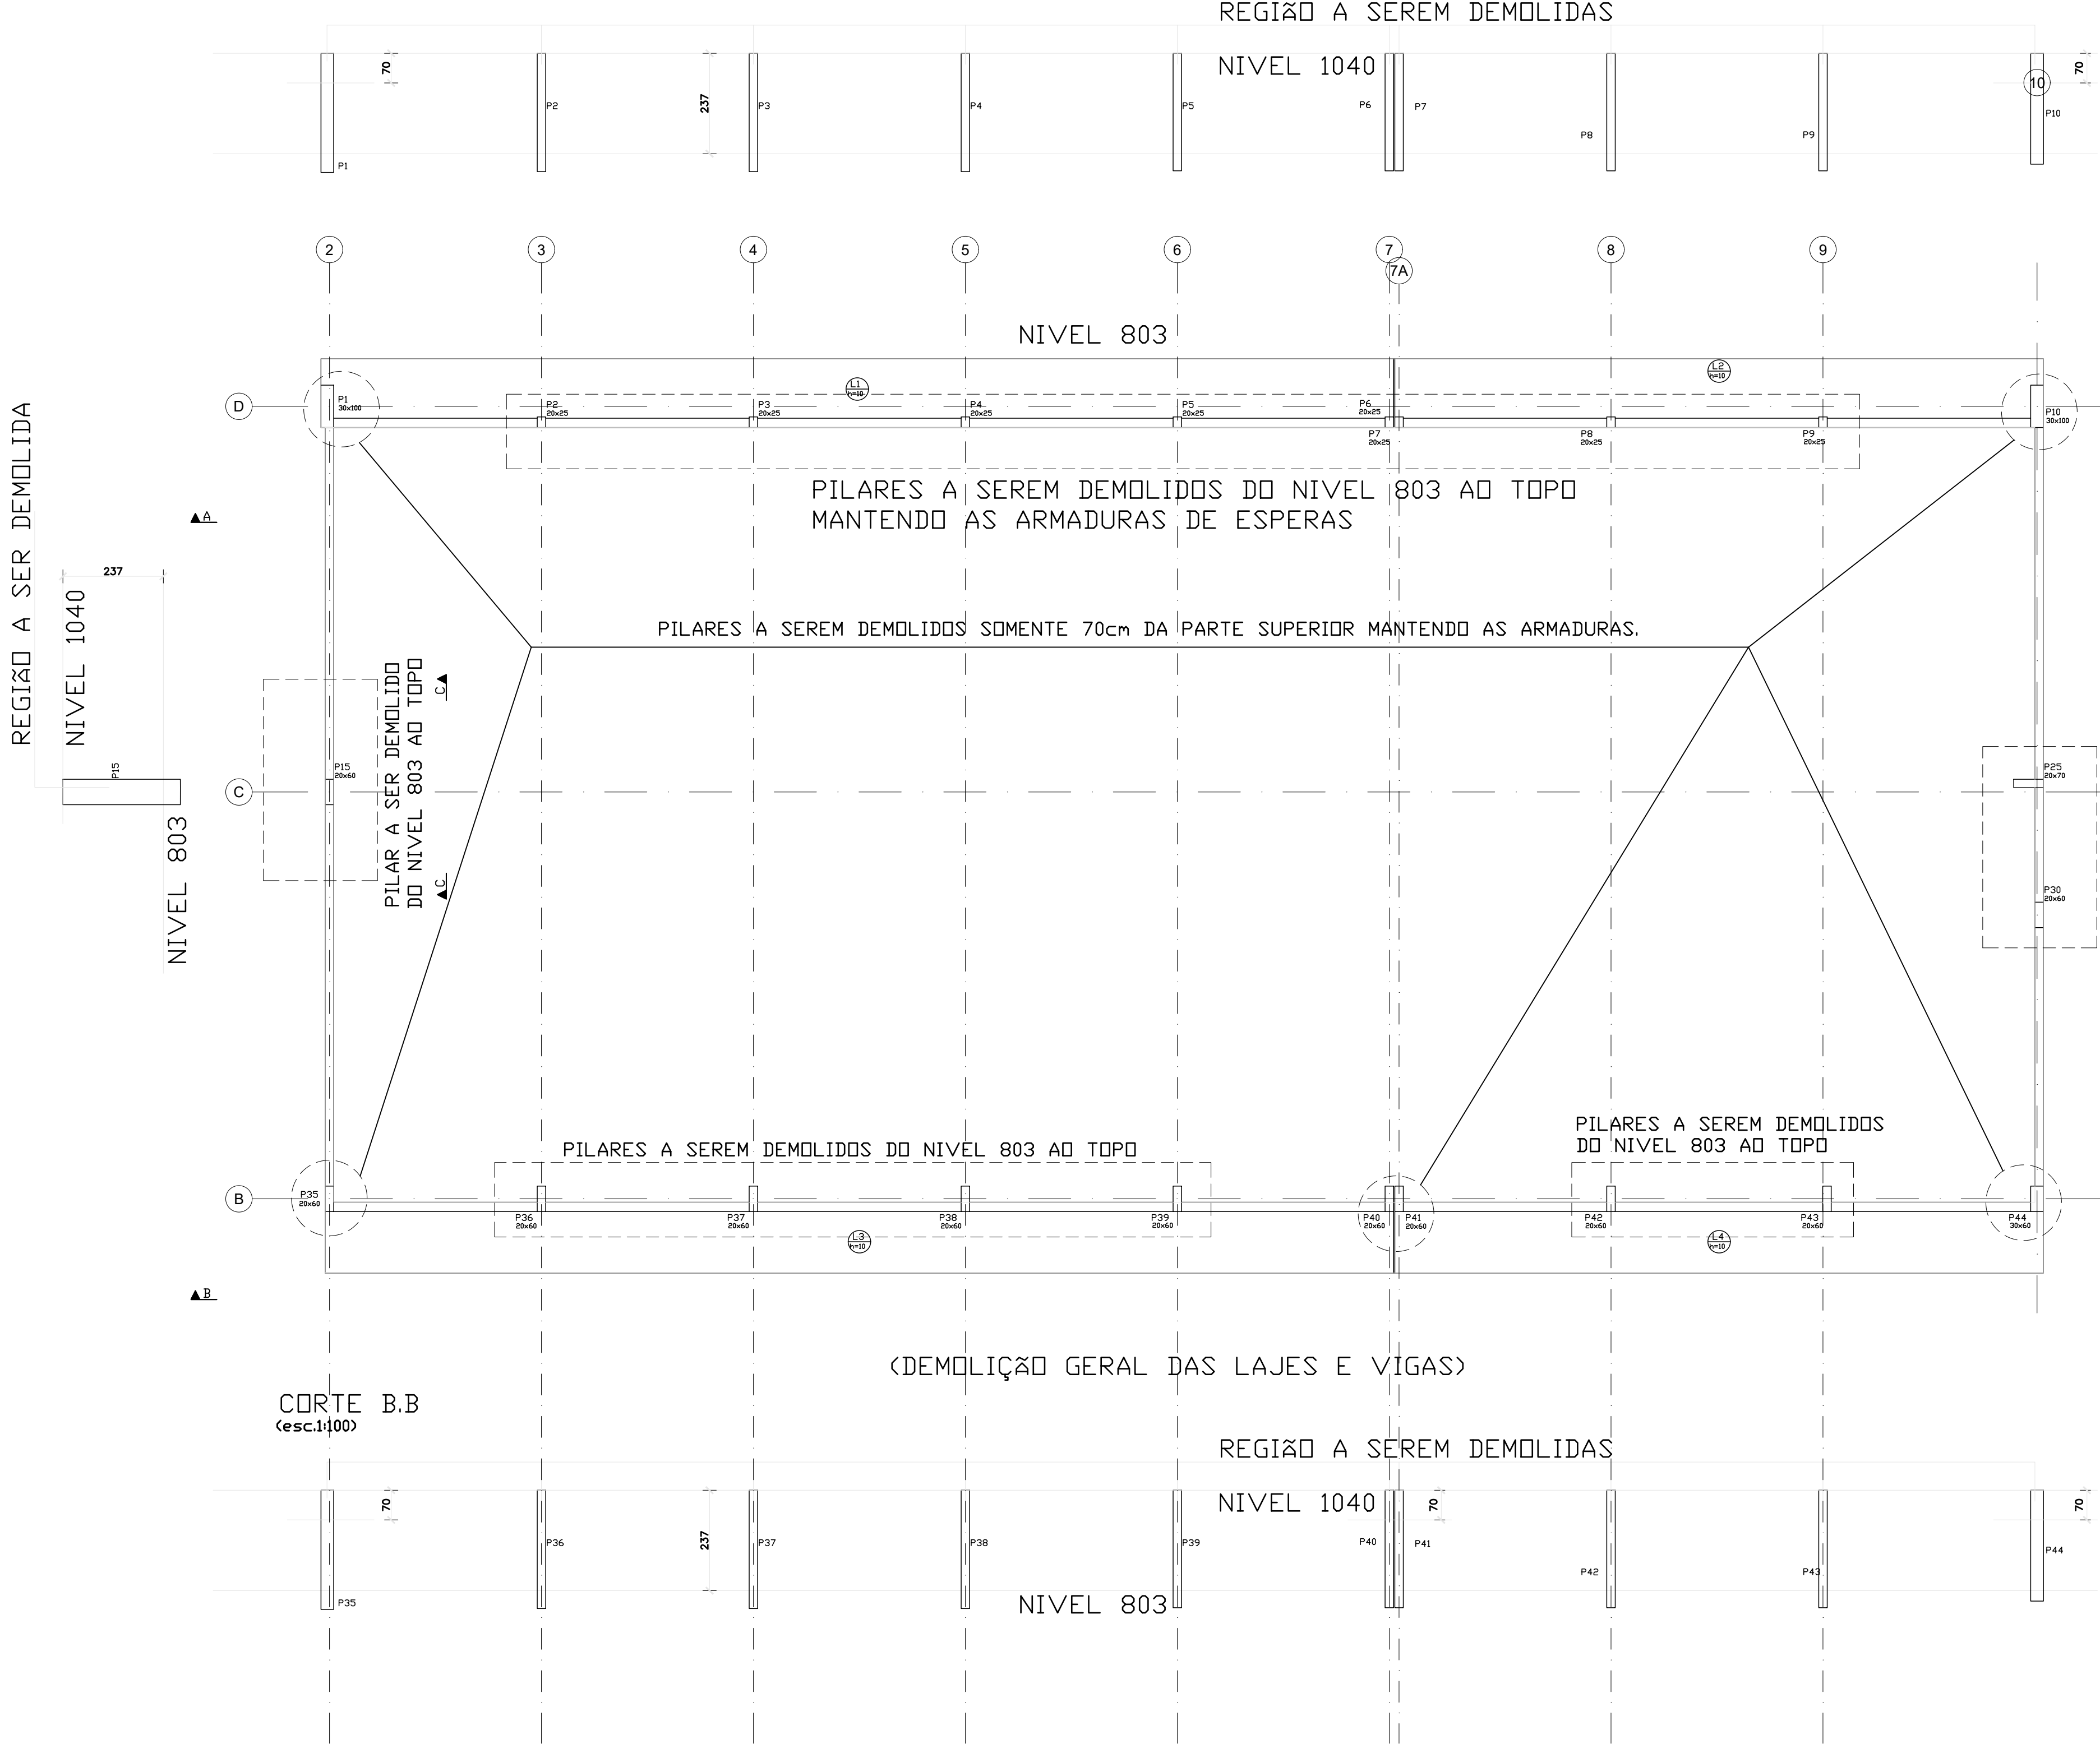 REGIÃO A SEREM DEMOLIDAS
NIVEL 1040
70
237
70
10
P1
P2
P3
P4
P5
P6
P7
P8
P9
P10
2
3
4
5
6
7
7A
8
9
NIVEL 803
L1
h=10
L2
h=10
D
P1
30x100
P2
20x25
P3
20x25
P4
20x25
P5
20x25
P6
20x25
P7
20x25
P8
20x25
P9
20x25
P10
30x100
PILARES A SEREM DEMOLIDOS DO NIVEL 803 AO TOPO
MANTENDO AS ARMADURAS DE ESPERAS
A
REGIÃO A SER DEMOLIDA
237
NIVEL 1040
P15
NIVEL 803
PILARES A SEREM DEMOLIDOS SOMENTE 70cm DA PARTE SUPERIOR MANTENDO AS ARMADURAS.
C
P15
20x60
PILAR A SER DEMOLIDO
DO NIVEL 803 AO TOPO
C
C
P25
20x70
P30
20x60
PILARES A SEREM DEMOLIDOS DO NIVEL 803 AO TOPO
PILARES A SEREM DEMOLIDOS
DO NIVEL 803 AO TOPO
B
P35
20x60
P36
20x60
P37
20x60
P38
20x60
P39
20x60
P40
20x60
P41
20x60
P42
20x60
P43
20x60
P44
30x60
L3
h=10
L4
h=10
B
(DEMOLIÇÃO GERAL DAS LAJES E VIGAS)
CORTE B.B
(esc.1:100)
REGIÃO A SEREM DEMOLIDAS
NIVEL 1040
70
237
70
70
P35
P36
P37
P38
P39
P40
P41
P42
P43
P44
NIVEL 803